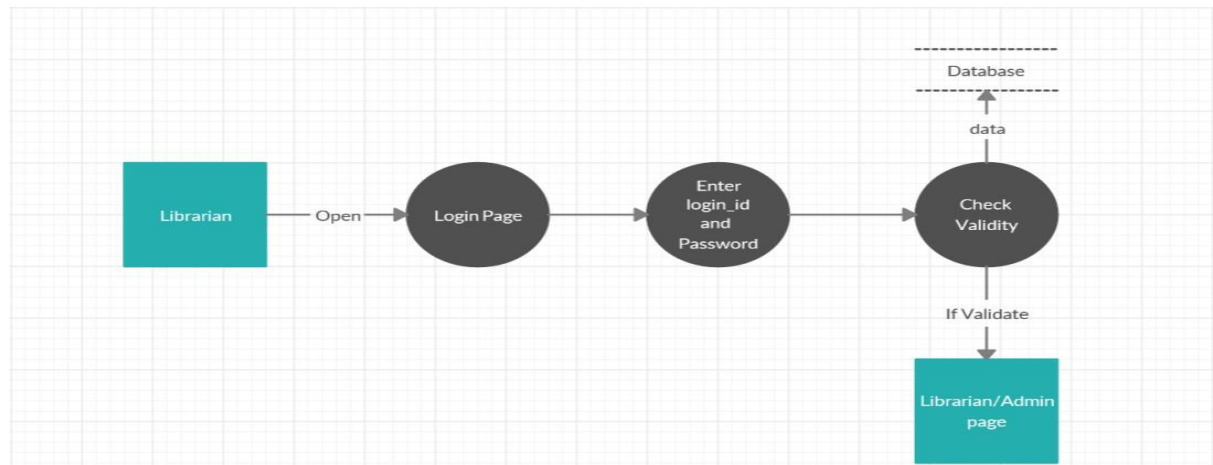 Database
data
Librarian
Open
Login Page
Enter
login_id
and
Password
Check
Validity
If Validate
Librarian/Admin
page